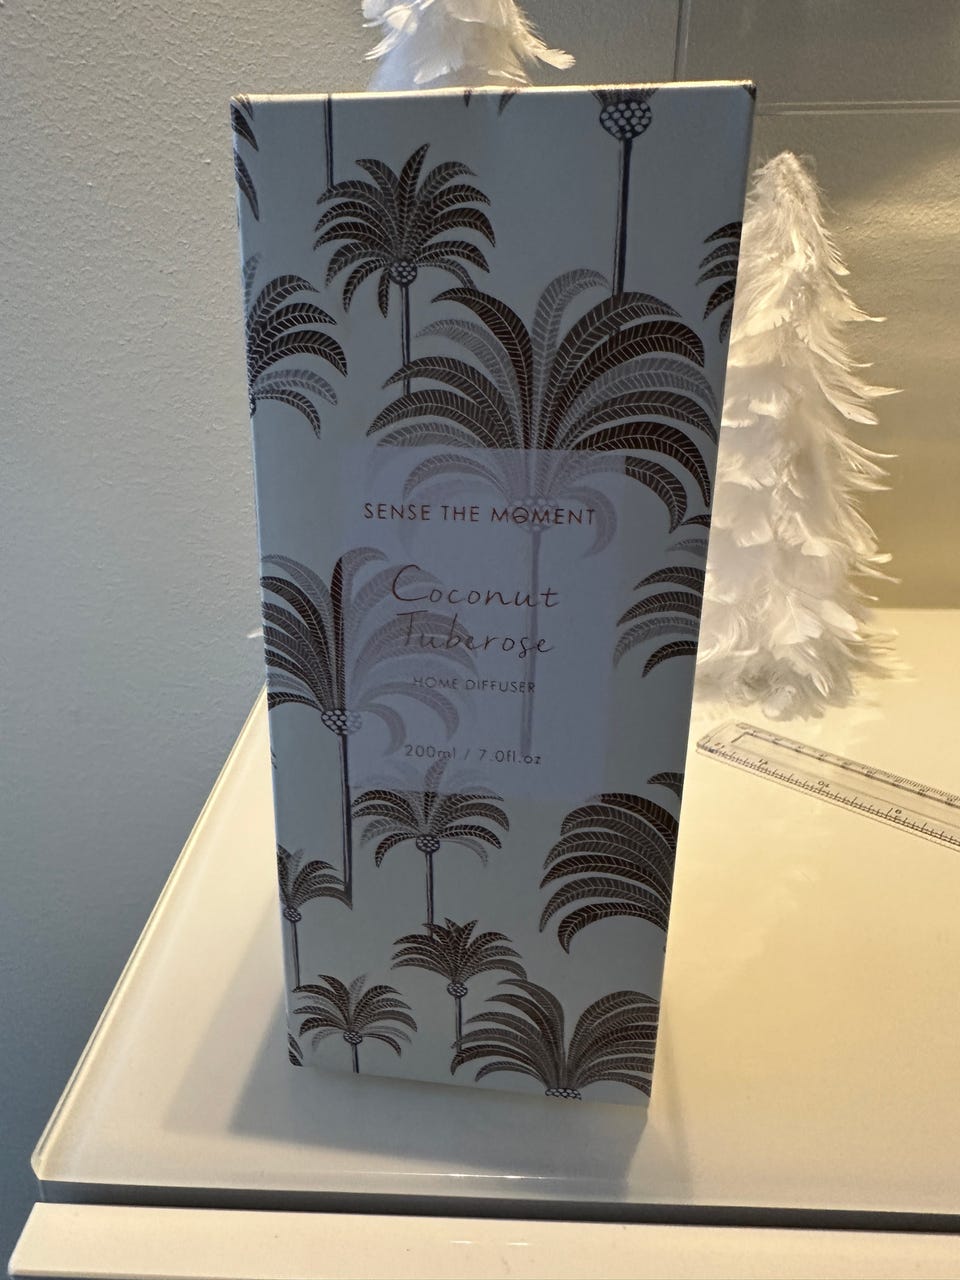 SENSE THE MOMENT
Coconut
Tuberose
HOME DIFFUSER
200ml / 7.0fl.oz